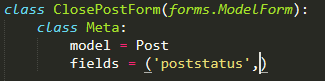 class ClosePostForm(forms.ModelForm):
    class Meta:
        model = Post
        fields = ('poststatus',)